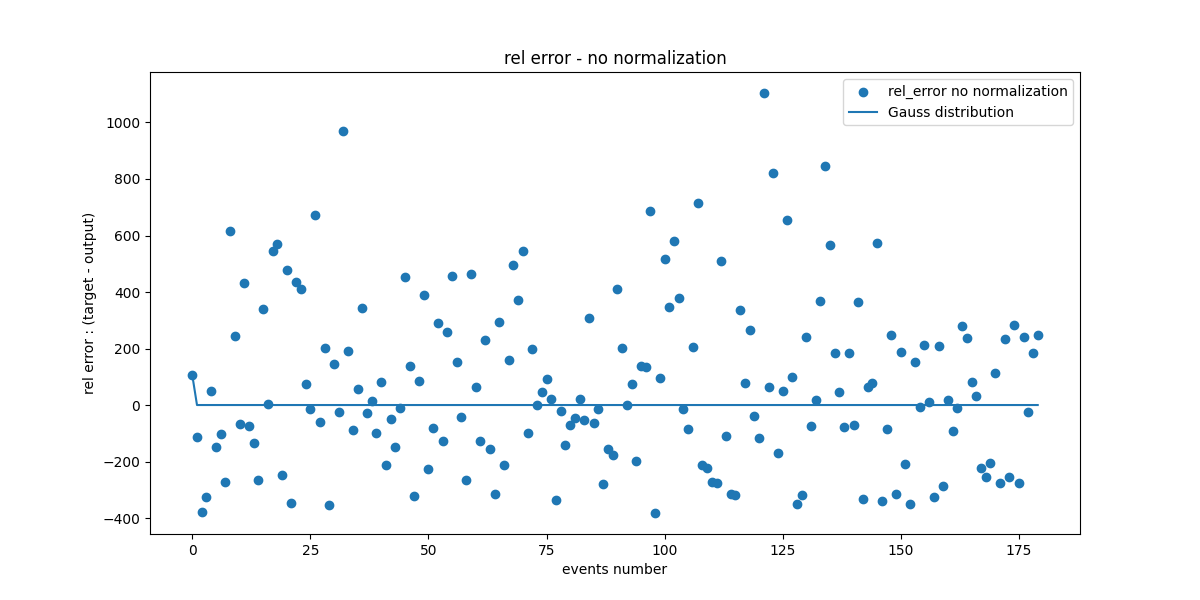 rel error - no normalization
rel_error no normalization
Gauss distribution
1000
800
600
400
200
0
−200
−400
rel error : (target - output)
0 25 50 75 100 125 150 175
events number